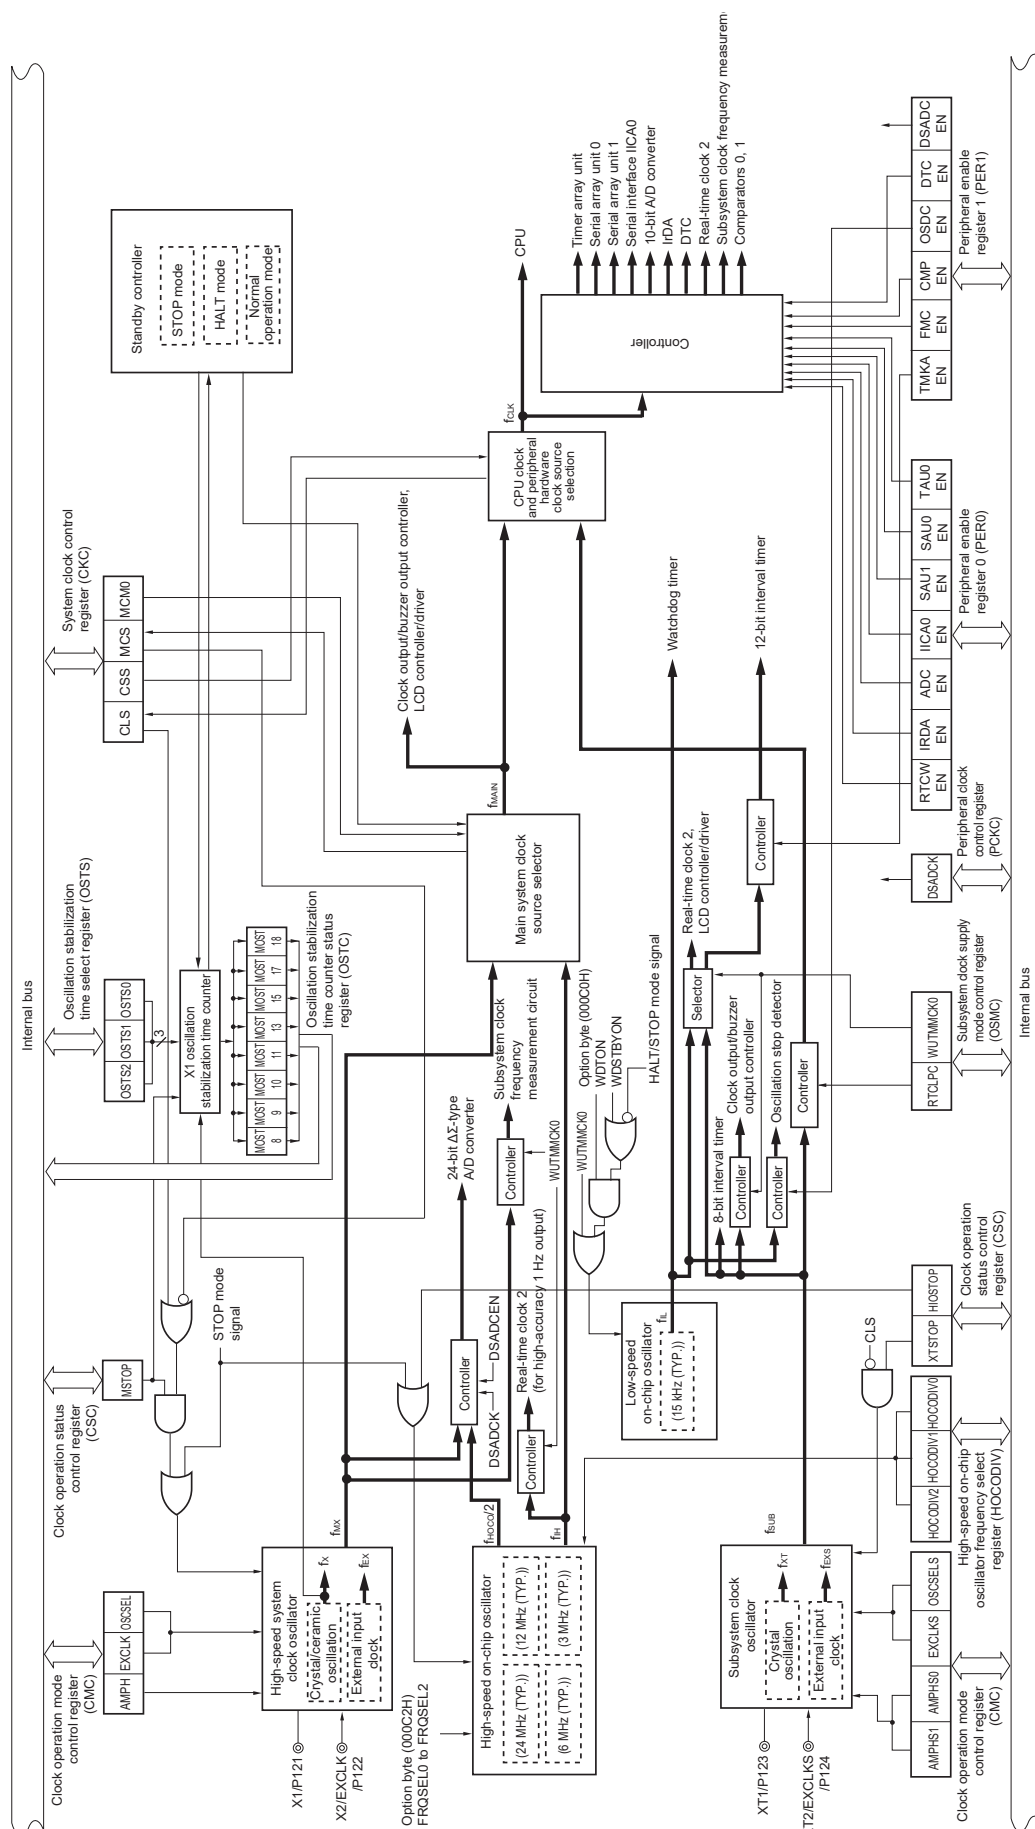 Internal bus
Clock operation mode
control register
(CMC)
AMPH
EXCLK
OSCSEL
Clock operation status
control register
(CSC)
MSTOP
Oscillation stabilization
time select register (OSTS)
OSTS2
OSTS1
OSTS0
3
X1 oscillation
stabilization time counter
MOST
8
MOST
9
MOST
10
MOST
11
MOST
13
MOST
15
MOST
17
MOST
18
Oscillation stabilization
time counter status
register (OSTC)
System clock control
register (CKC)
CLS
CSS
MCS
MCM0
Standby controller
STOP mode
HALT mode
Normal
operation mode
STOP mode
signal
X1/P121
X2/EXCLK
/P122
High-speed system
clock oscillator
Crystal/ceramic
oscillation
External input
clock
fX
fEX
fMX
Option byte (000C2H)
FRQSEL0 to FRQSEL2
High-speed on-chip oscillator
(24 MHz (TYP.))
(12 MHz (TYP.))
(6 MHz (TYP.))
(3 MHz (TYP.))
fHOCO/2
fIH
Controller
DSADCK
DSADCEN
24-bit ΔΣ-type
A/D converter
Controller
Real-time clock 2
(for high-accuracy 1 Hz output)
WUTMMCK0
Controller
Subsystem clock
frequency
measurement circuit
Main system clock
source selector
fMAIN
Clock output/buzzer output controller,
LCD controller/driver
CPU clock
and peripheral
hardware
clock source
selection
fCLK
CPU
Controller
Timer array unit
Serial array unit 0
Serial array unit 1
Serial interface IICA0
10-bit A/D converter
IrDA
DTC
Real-time clock 2
Subsystem clock frequency measurem
Comparators 0, 1
WUTMMCK0
Option byte (000C0H)
WDTON
WDSTBYON
HALT/STOP mode signal
Low-speed
on-chip oscillator
(15 kHz (TYP.))
fIL
Watchdog timer
8-bit interval timer
Controller
Clock output/buzzer
output controller
Controller
Oscillation stop detector
Selector
Real-time clock 2,
LCD controller/driver
Controller
12-bit interval timer
Controller
XT1/P123
T2/EXCLKS
/P124
Subsystem clock
oscillator
Crystal
oscillation
External input
clock
fXT
fEXS
fSUB
CLS
AMPHS1
AMPHS0
EXCLKS
OSCSELS
Clock operation mode
control register
(CMC)
HOCODIV2
HOCODIV1
HOCODIV0
High-speed on-chip
oscillator frequency select
register (HOCODIV)
XTSTOP
HIOSTOP
Clock operation
status control
register (CSC)
RTCLPC
WUTMMCK0
Subsystem clock supply
mode control register
(OSMC)
DSADCK
Peripheral clock
control register
(PCKC)
RTCW
EN
IRDA
EN
ADC
EN
IICA0
EN
SAU1
EN
SAU0
EN
TAU0
EN
Peripheral enable
register 0 (PER0)
TMKA
EN
FMC
EN
CMP
EN
OSDC
EN
DTC
EN
DSADC
EN
Peripheral enable
register 1 (PER1)
Internal bus